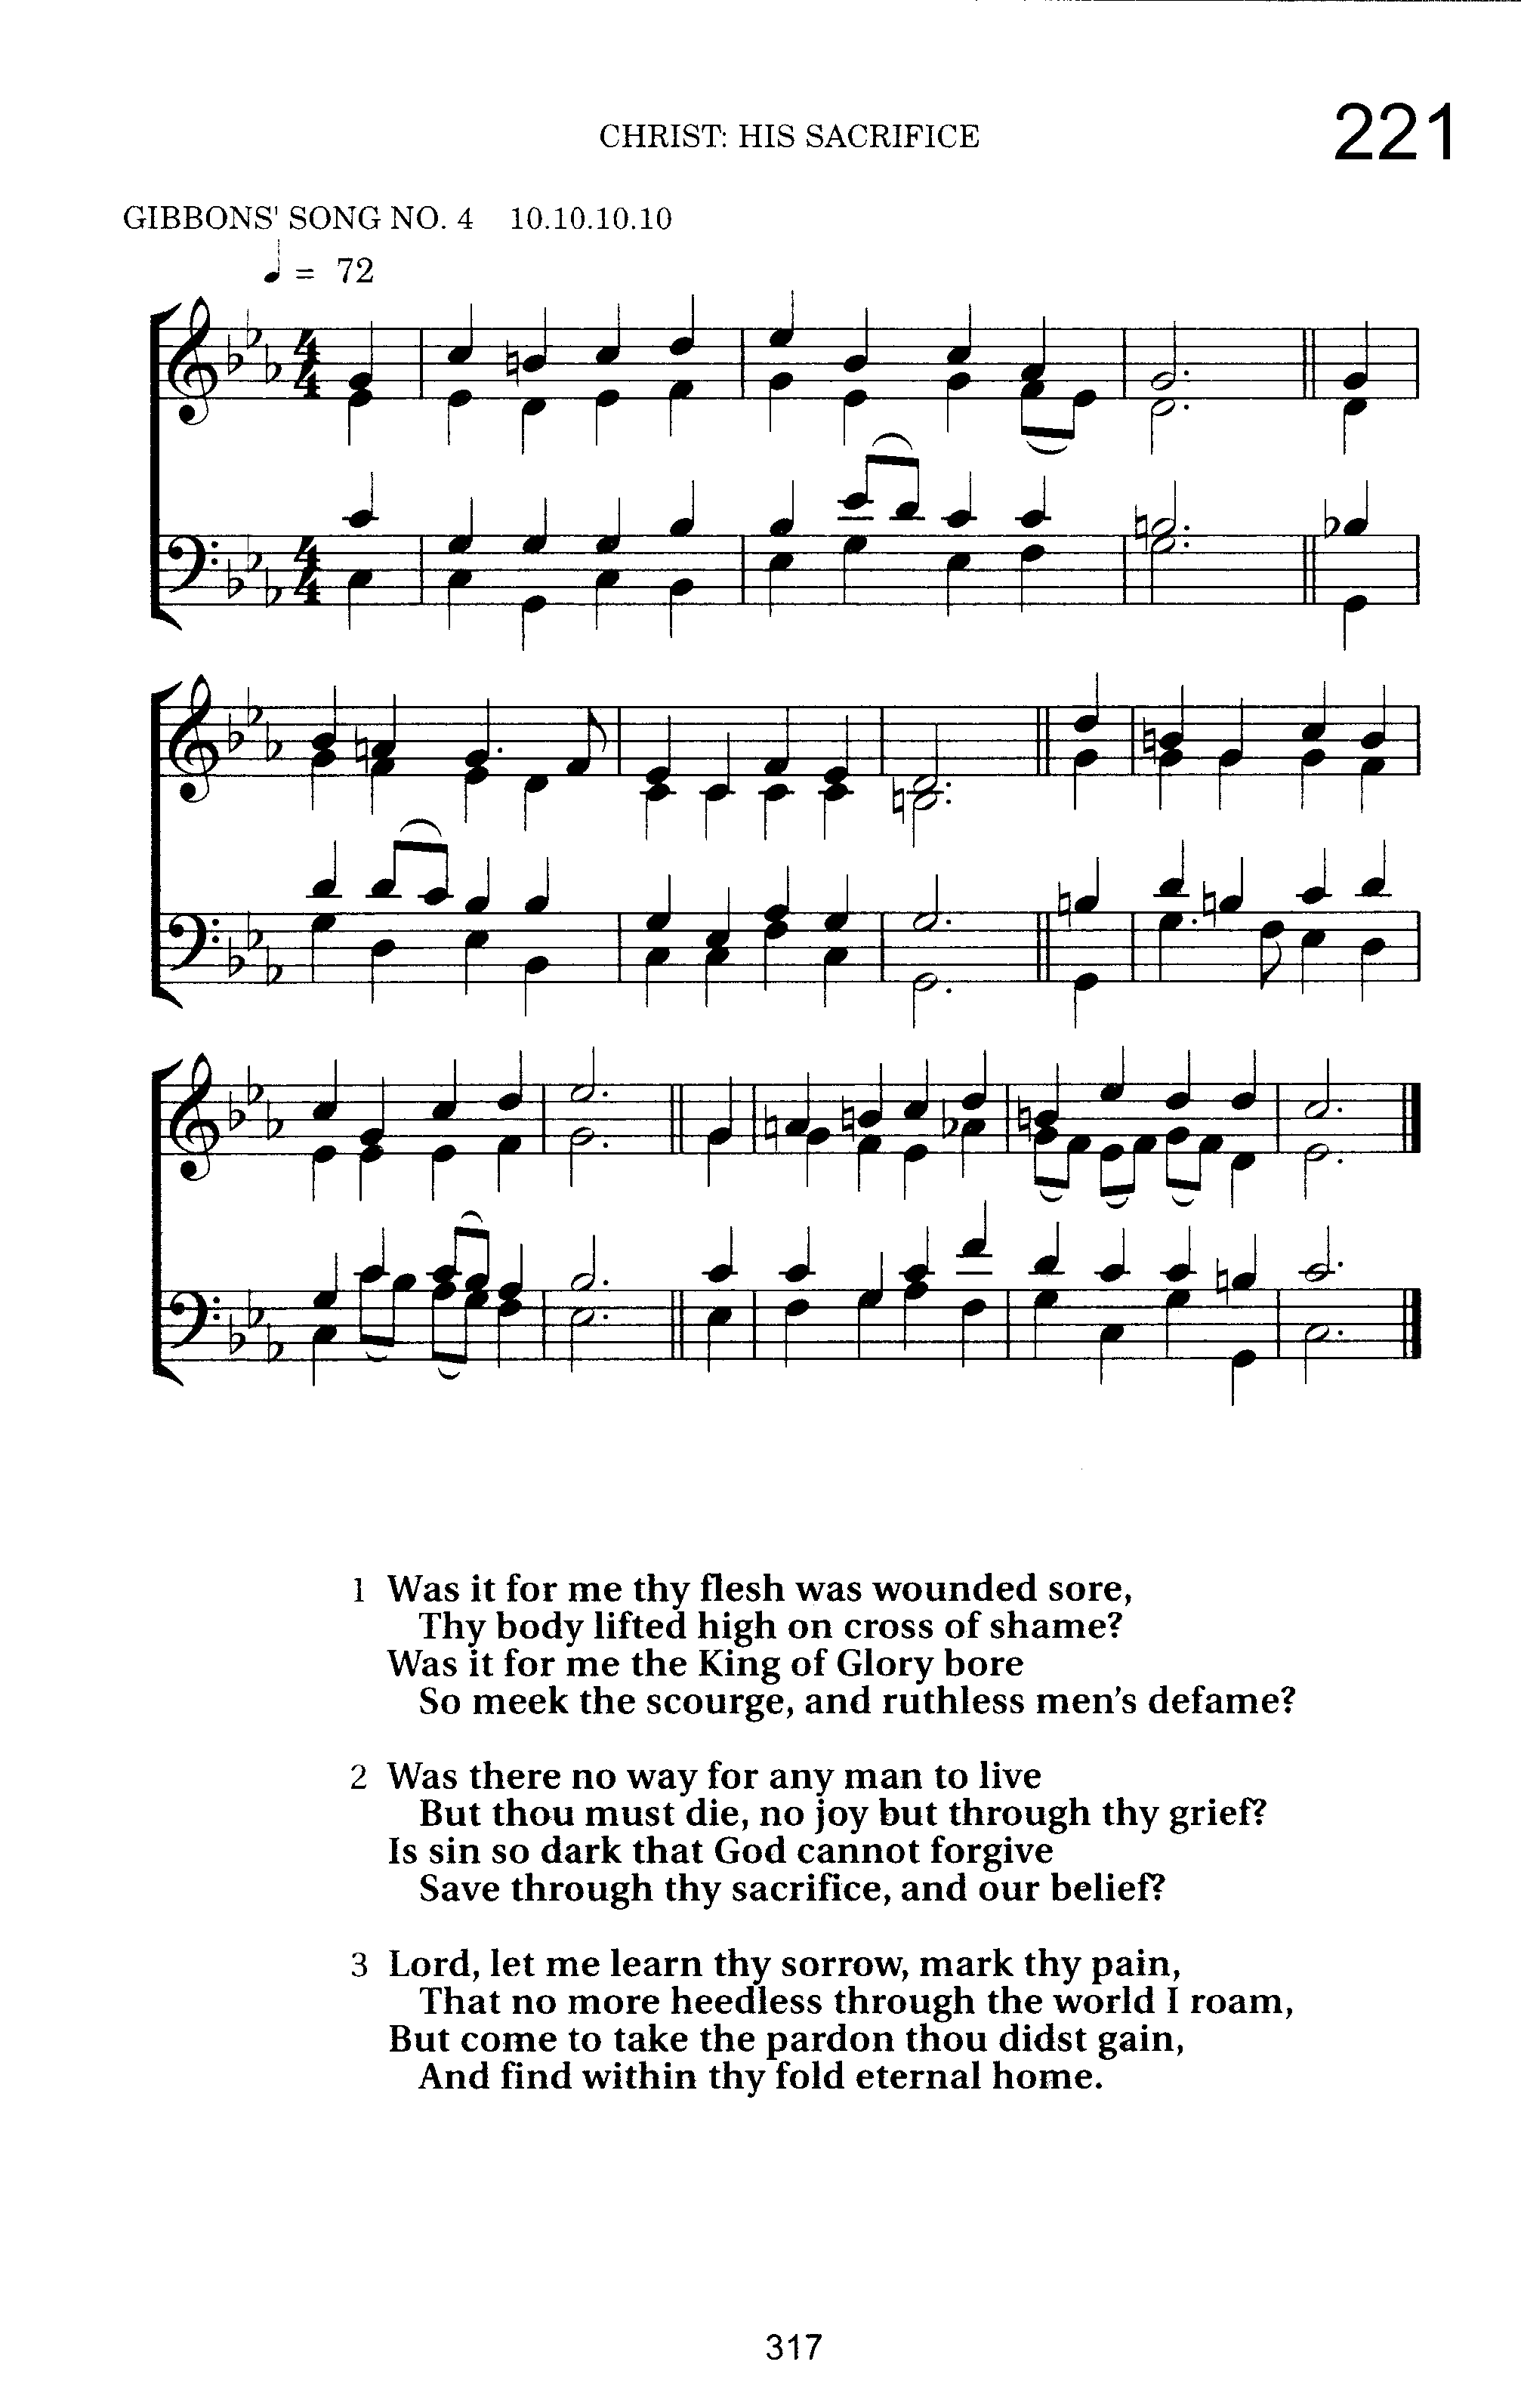 CHRIST: HIS SACRIFICE
221
GIBBONS' SONG NO. 4 10.10.10.10
♩ = 72
1 Was it for me thy flesh was wounded sore,
Thy body lifted high on cross of shame?
Was it for me the King of Glory bore
So meek the scourge, and ruthless men's defame?
2 Was there no way for any man to live
But thou must die, no joy but through thy grief?
Is sin so dark that God cannot forgive
Save through thy sacrifice, and our belief?
3 Lord, let me learn thy sorrow, mark thy pain,
That no more heedless through the world I roam,
But come to take the pardon thou didst gain,
And find within thy fold eternal home.
317